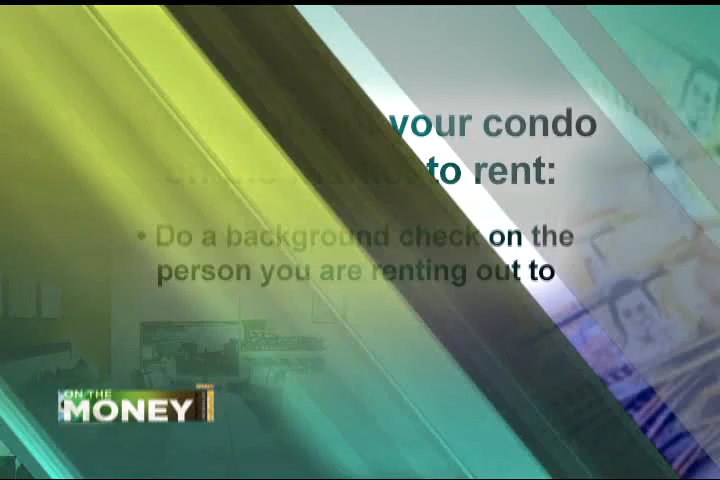 your condo
to rent:
• Do a background check on the
person you are renting out to
ON THE
MONEY